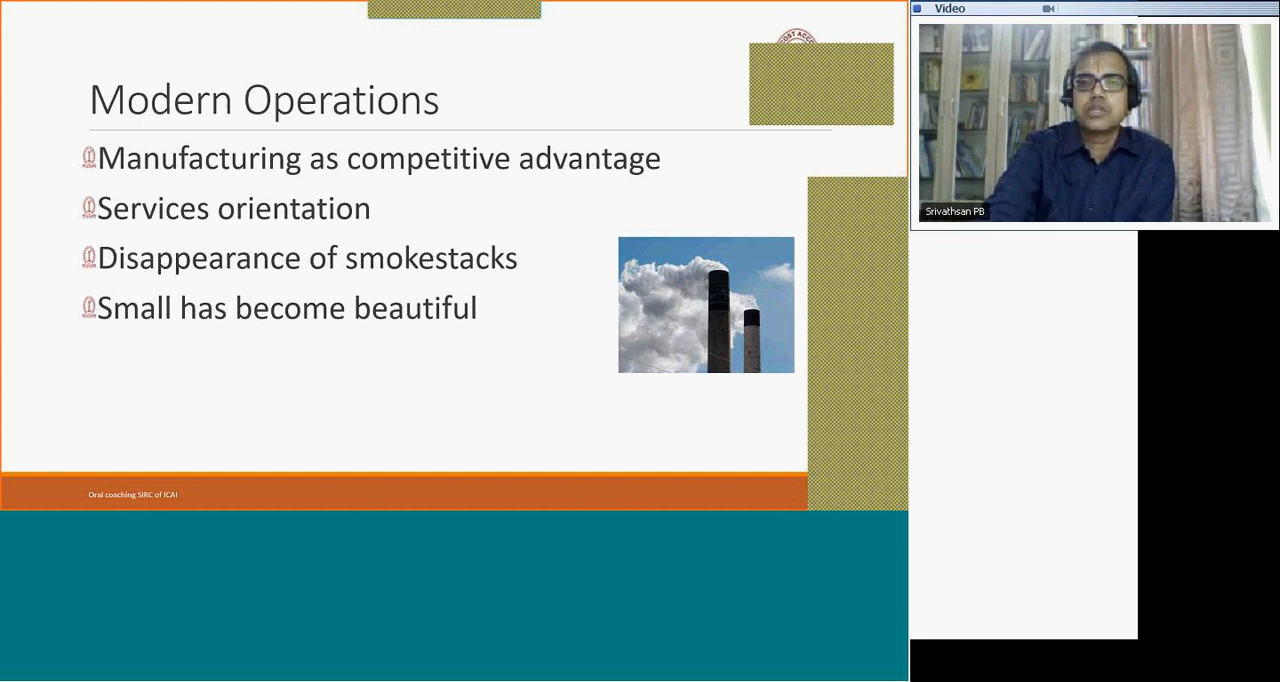 Modern Operations
Manufacturing as competitive advantage
Services orientation
Disappearance of smokestacks
Small has become beautiful
Oral coaching SIRC of ICAI
Video
Srivathsan PB